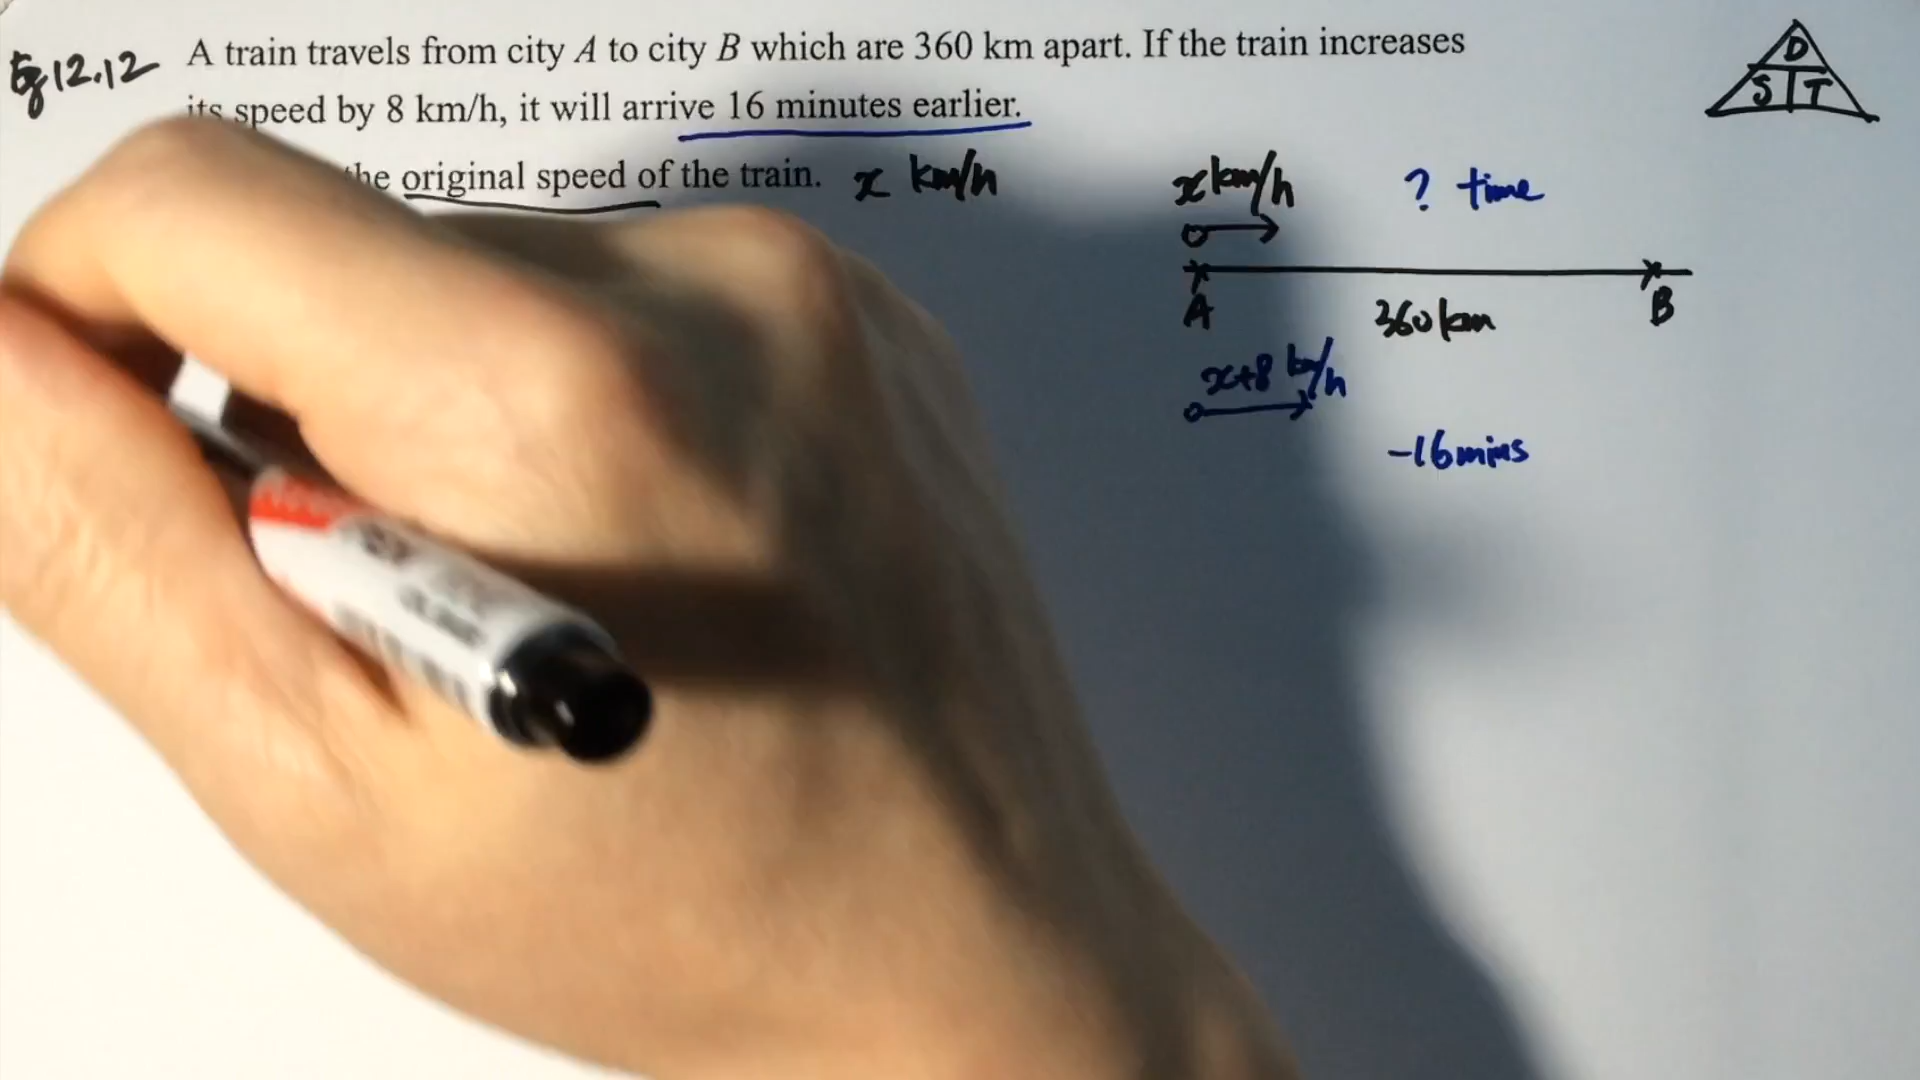 Eg 12.12 A train travels from city A to city B which are 360 km apart. If the train increases
its speed by 8 km/h, it will arrive 16 minutes earlier.
the original speed of the train. x km/h
D
S T
x km/h ? time
A 360 km B
x+8 km/h
-16 mins